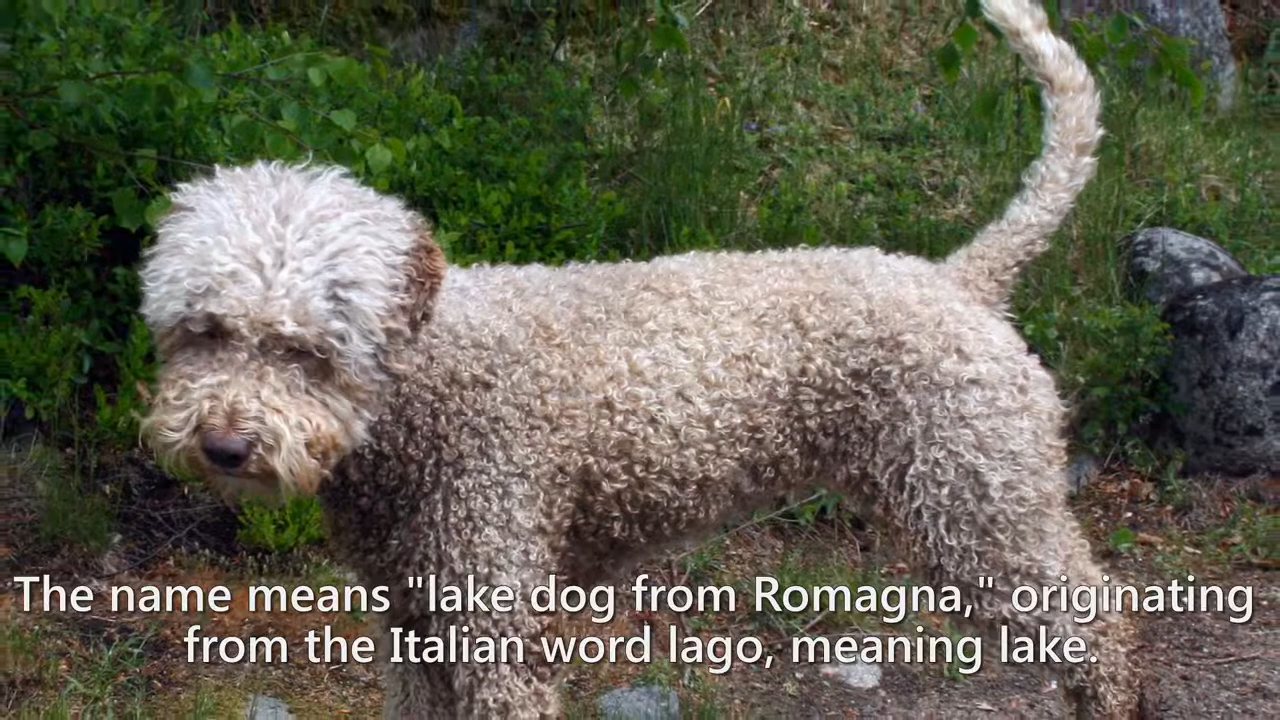 The name means "lake dog from Romagna," originating
from the Italian word lago, meaning lake.